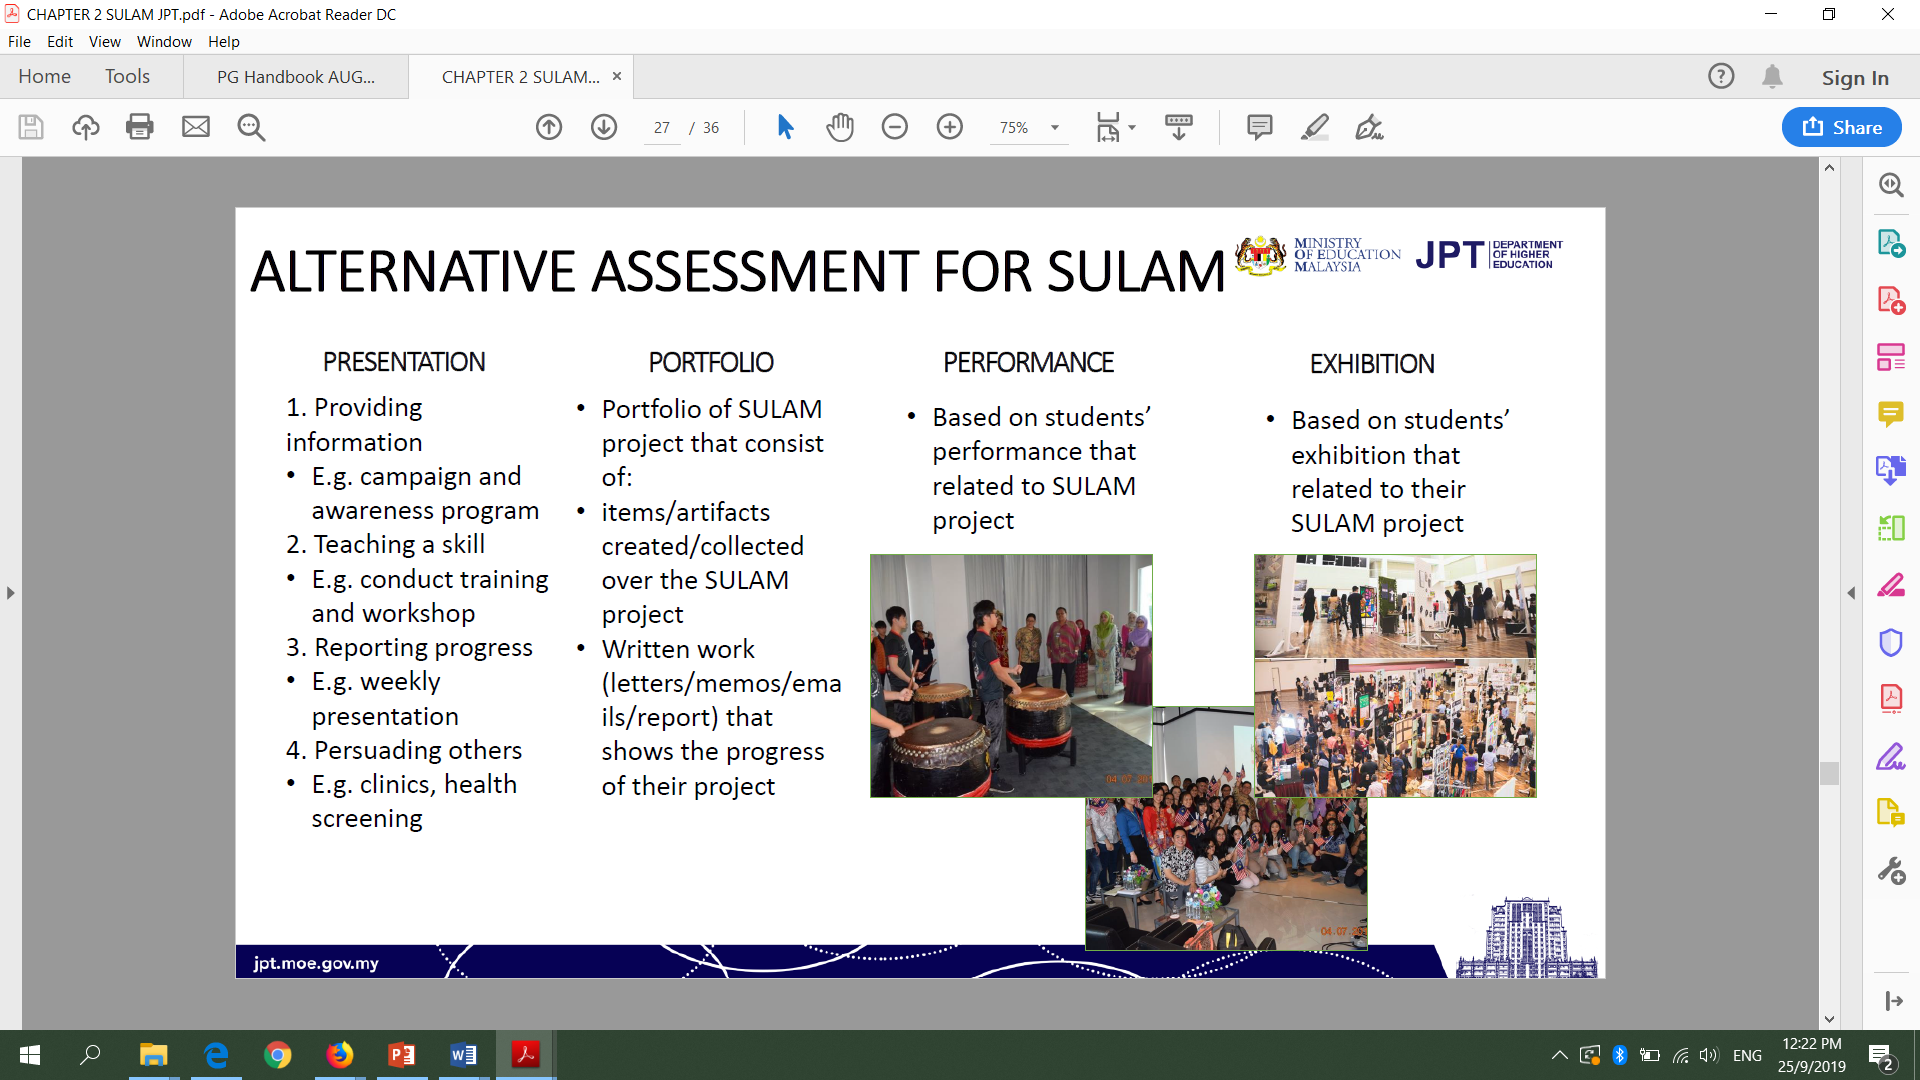 CHAPTER 2 SULAM JPT.pdf - Adobe Acrobat Reader DC
File Edit View Window Help
Home Tools PG Handbook AUG... CHAPTER 2 SULAM... ×
Sign In
27 / 36
75%
Share
ALTERNATIVE ASSESSMENT FOR SULAM
MINISTRY
OF EDUCATION
MALAYSIA
JPT
DEPARTMENT
OF HIGHER
EDUCATION
PRESENTATION
1. Providing
information
• E.g. campaign and
awareness program
2. Teaching a skill
• E.g. conduct training
and workshop
3. Reporting progress
• E.g. weekly
presentation
4. Persuading others
• E.g. clinics, health
screening
PORTFOLIO
• Portfolio of SULAM
project that consist
of:
• items/artifacts
created/collected
over the SULAM
project
• Written work
(letters/memos/ema
ils/report) that
shows the progress
of their project
PERFORMANCE
• Based on students’
performance that
related to SULAM
project
EXHIBITION
• Based on students’
exhibition that
related to their
SULAM project
jpt.moe.gov.my
ENG
12:22 PM
25/9/2019
2